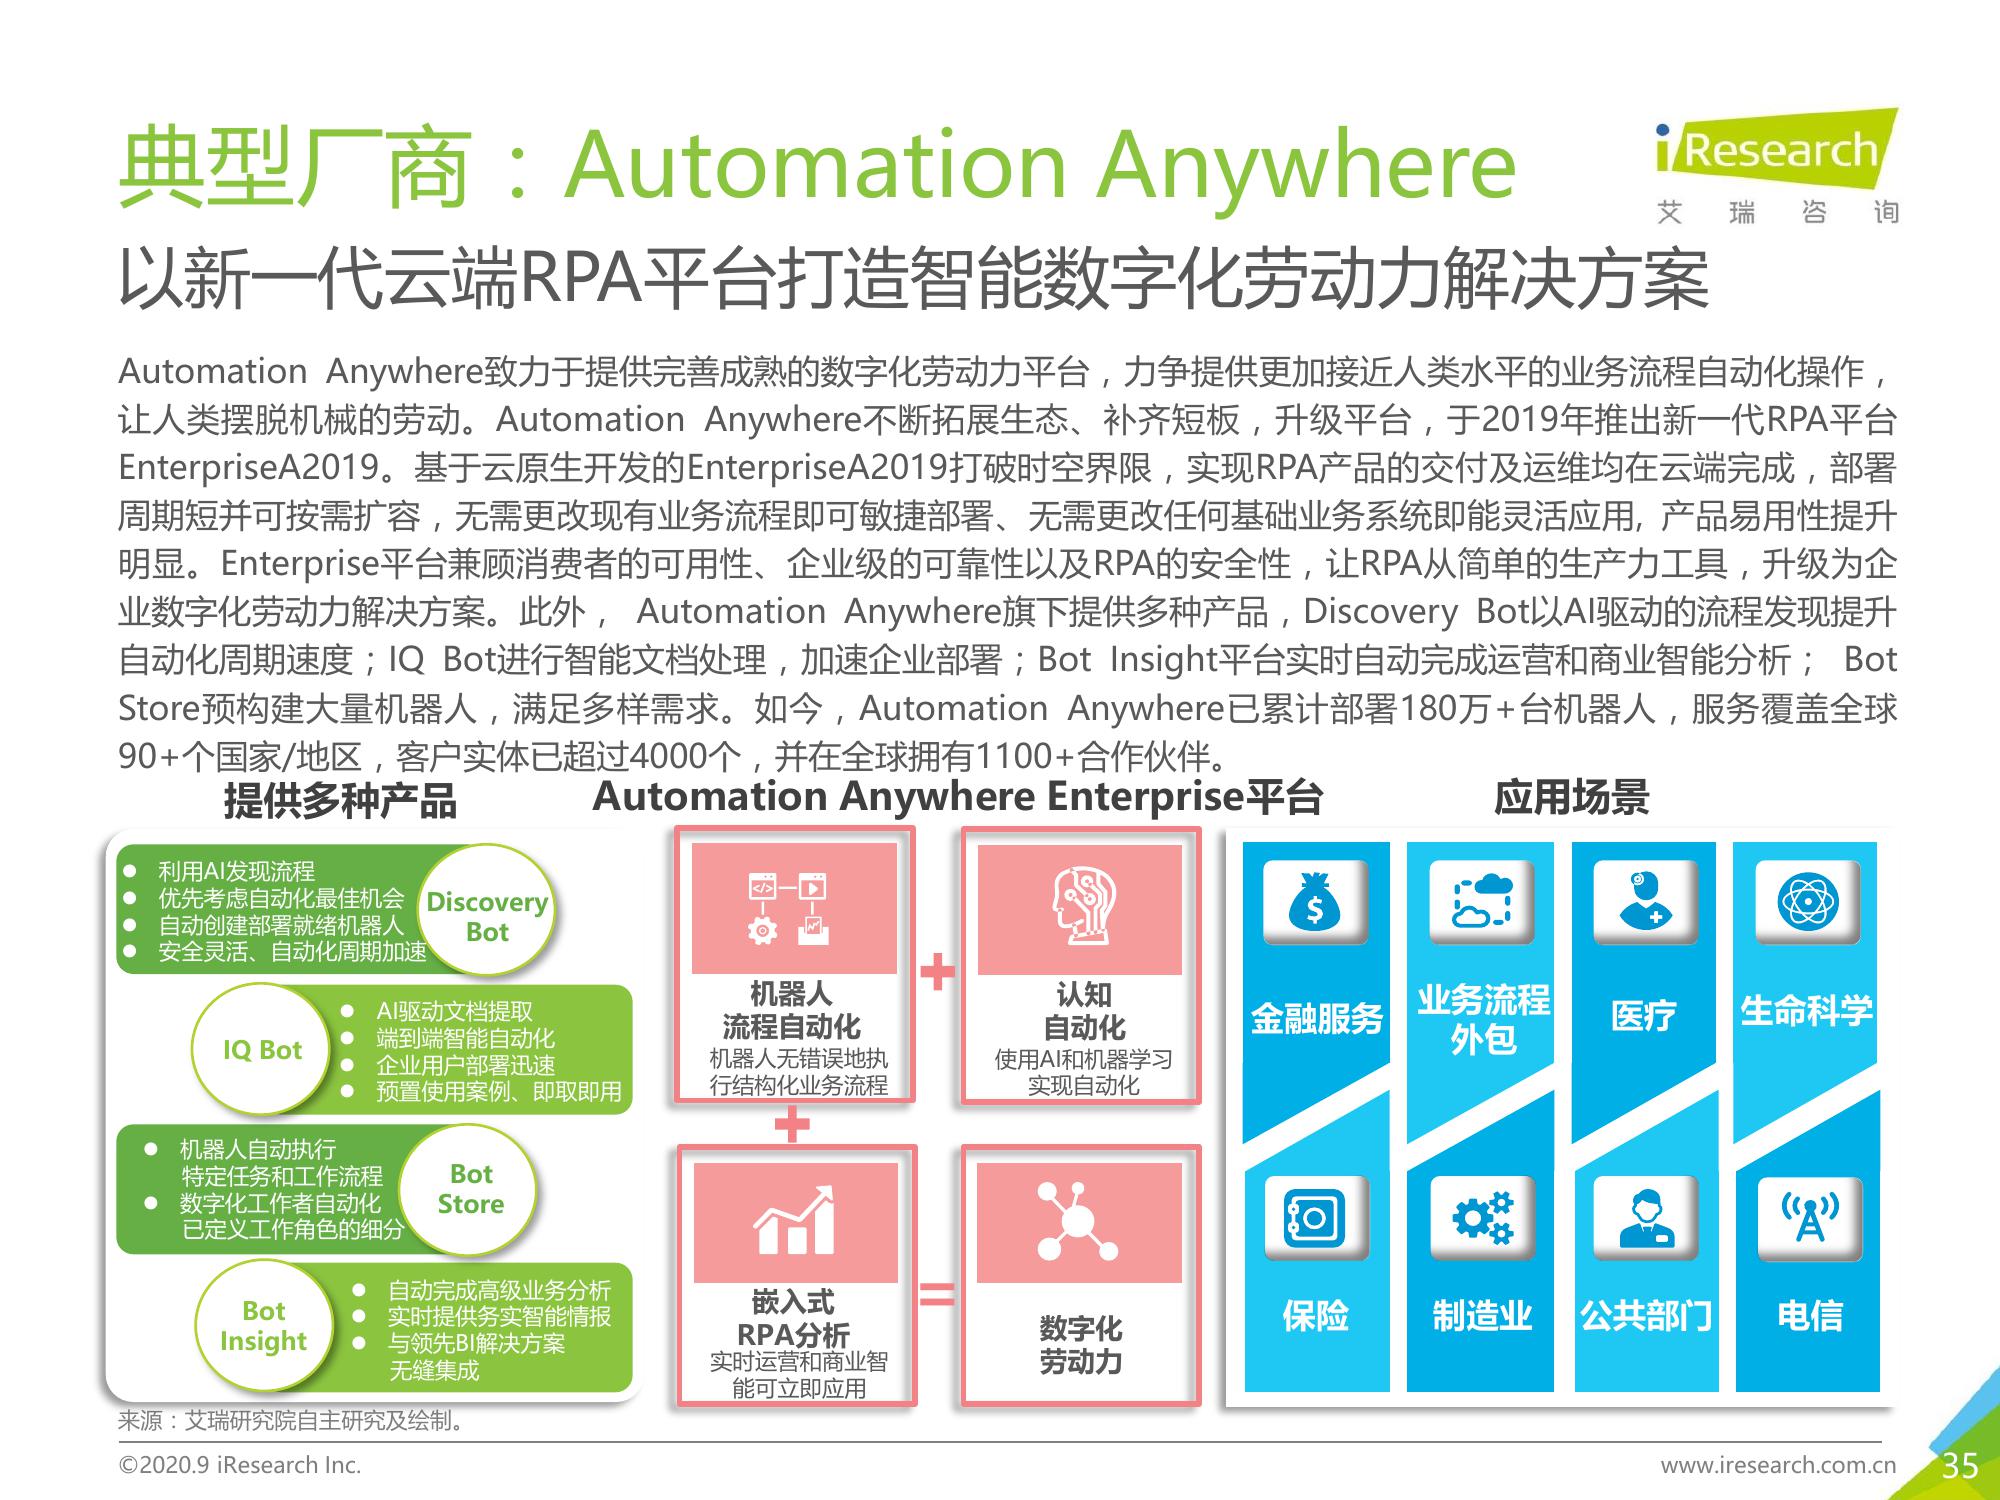 典型厂商：Automation Anywhere
iResearch
艾瑞咨询
以新一代云端RPA平台打造智能数字化劳动力解决方案
Automation Anywhere致力于提供完善成熟的数字化劳动力平台，力争提供更加接近人类水平的业务流程自动化操作，
让人类摆脱机械的劳动。Automation Anywhere不断拓展生态、补齐短板，升级平台，于2019年推出新一代RPA平台
EnterpriseA2019。基于云原生开发的EnterpriseA2019打破时空界限，实现RPA产品的交付及运维均在云端完成，部署
周期短并可按需扩容，无需更改现有业务流程即可敏捷部署、无需更改任何基础业务系统即能灵活应用, 产品易用性提升
明显。Enterprise平台兼顾消费者的可用性、企业级的可靠性以及RPA的安全性，让RPA从简单的生产力工具，升级为企
业数字化劳动力解决方案。此外， Automation Anywhere旗下提供多种产品，Discovery Bot以AI驱动的流程发现提升
自动化周期速度；IQ Bot进行智能文档处理，加速企业部署；Bot Insight平台实时自动完成运营和商业智能分析； Bot
Store预构建大量机器人，满足多样需求。如今，Automation Anywhere已累计部署180万+台机器人，服务覆盖全球
90+个国家/地区，客户实体已超过4000个，并在全球拥有1100+合作伙伴。
提供多种产品
● 利用AI发现流程
● 优先考虑自动化最佳机会
● 自动创建部署就绪机器人
● 安全灵活、自动化周期加速
Discovery
Bot
IQ Bot
● AI驱动文档提取
● 端到端智能自动化
● 企业用户部署迅速
● 预置使用案例、即取即用
● 机器人自动执行
特定任务和工作流程
● 数字化工作者自动化
已定义工作角色的细分
Bot
Store
Bot
Insight
● 自动完成高级业务分析
● 实时提供务实智能情报
● 与领先BI解决方案
无缝集成
Automation Anywhere Enterprise平台
机器人
流程自动化
机器人无错误地执
行结构化业务流程
+
认知
自动化
使用AI和机器学习
实现自动化
+
嵌入式
RPA分析
实时运营和商业智
能可立即应用
=
数字化
劳动力
应用场景
金融服务
业务流程
外包
医疗
生命科学
保险
制造业
公共部门
电信
来源：艾瑞研究院自主研究及绘制。
©2020.9 iResearch Inc.
www.iresearch.com.cn
35